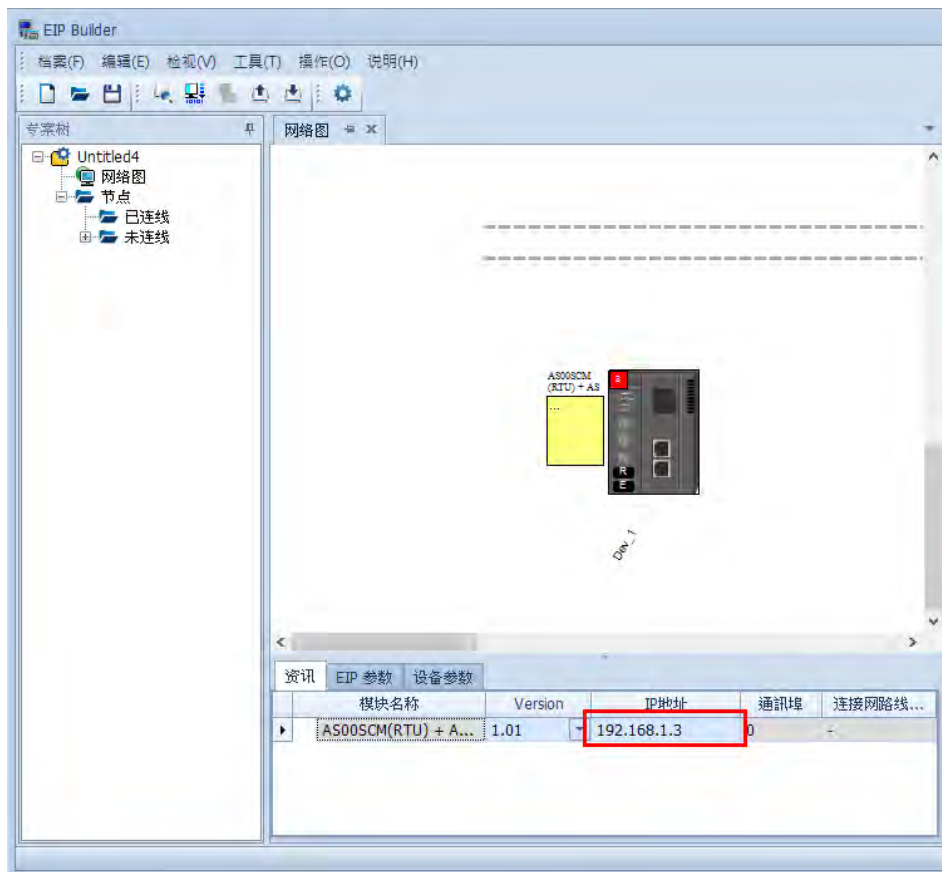 EIP Builder
档案(F) 编辑(E) 检视(V) 工具(T) 操作(O) 说明(H)
专案树
网络图
Untitled4
网络图
节点
已连线
未连线
AS00SCM
(RTU) + AS
...
R
E
Dev_1
资讯 EIP 参数 设备参数
模块名称 Version IP地址 通訊埠 连接网路线...
AS00SCM(RTU) + A... 1.01 192.168.1.3 0 -